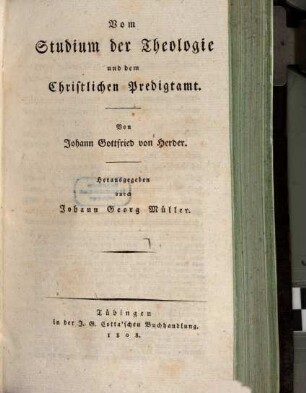 Vom
Studium der Theologie
und dem
Christlichen Predigtamt.
Von
Johann Gottfried von Herder.
Herausgegeben
durch
Johann Georg Müller.
Tübingen
in der J. G. Cotta'schen Buchhandlung.
1808.